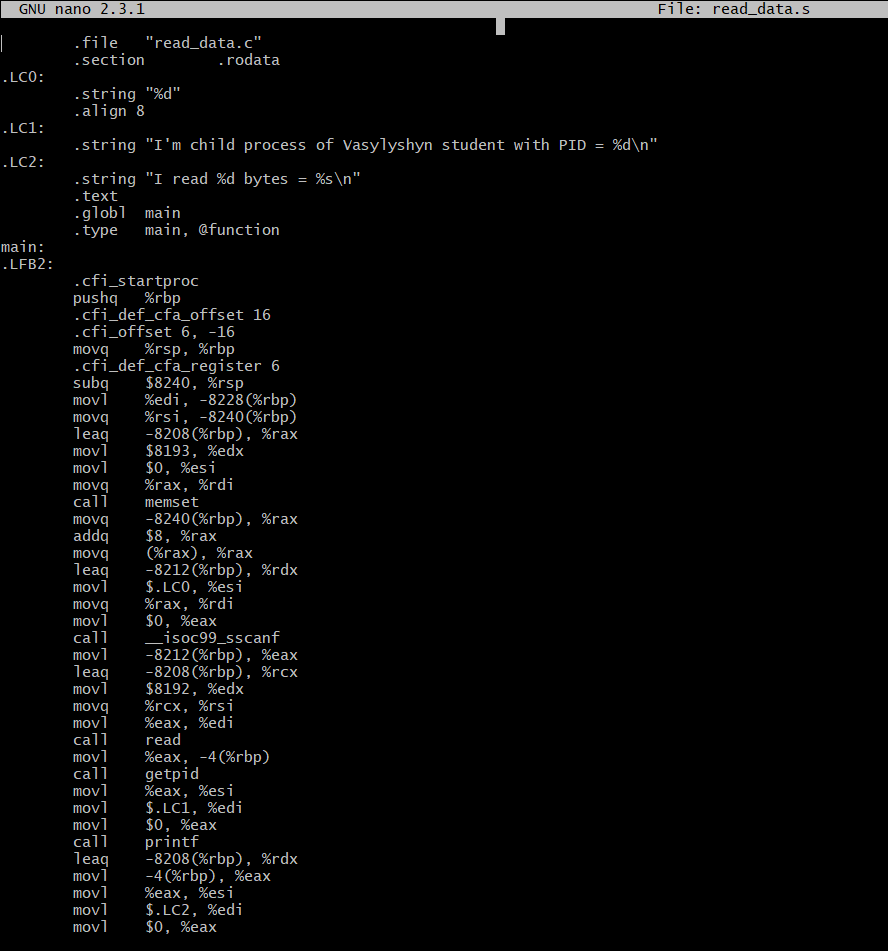 GNU nano 2.3.1 File: read_data.s
.file "read_data.c"
.section .rodata
.LC0:
.string "%d"
.align 8
.LC1:
.string "I'm child process of Vasylyshyn student with PID = %d\n"
.LC2:
.string "I read %d bytes = %s\n"
.text
.globl main
.type main, @function
main:
.LFB2:
.cfi_startproc
pushq %rbp
.cfi_def_cfa_offset 16
.cfi_offset 6, -16
movq %rsp, %rbp
.cfi_def_cfa_register 6
subq $8240, %rsp
movl %edi, -8228(%rbp)
movq %rsi, -8240(%rbp)
leaq -8208(%rbp), %rax
movl $8193, %edx
movl $0, %esi
movq %rax, %rdi
call memset
movq -8240(%rbp), %rax
addq $8, %rax
movq (%rax), %rax
leaq -8212(%rbp), %rdx
movl $.LC0, %esi
movq %rax, %rdi
movl $0, %eax
call __isoc99_sscanf
movl -8212(%rbp), %eax
leaq -8208(%rbp), %rcx
movl $8192, %edx
movq %rcx, %rsi
movl %eax, %edi
call read
movl %eax, -4(%rbp)
call getpid
movl %eax, %esi
movl $.LC1, %edi
movl $0, %eax
call printf
leaq -8208(%rbp), %rdx
movl -4(%rbp), %eax
movl %eax, %esi
movl $.LC2, %edi
movl $0, %eax